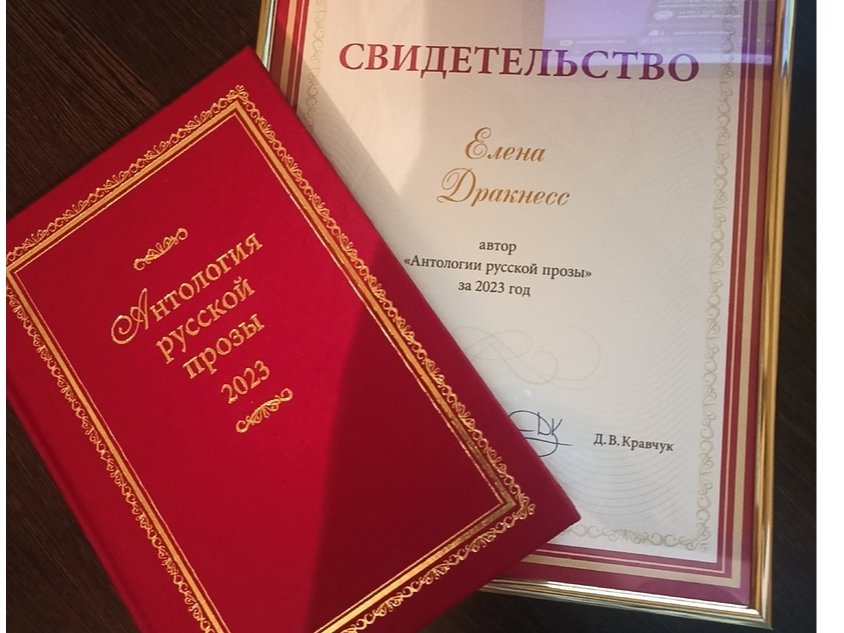 СВИДЕТЕЛЬСТВО
Елена
Дракнесс
автор
«Антологии русской прозы»
за 2023 год
Д. В. Кравчук
Антология
русской
прозы
2023